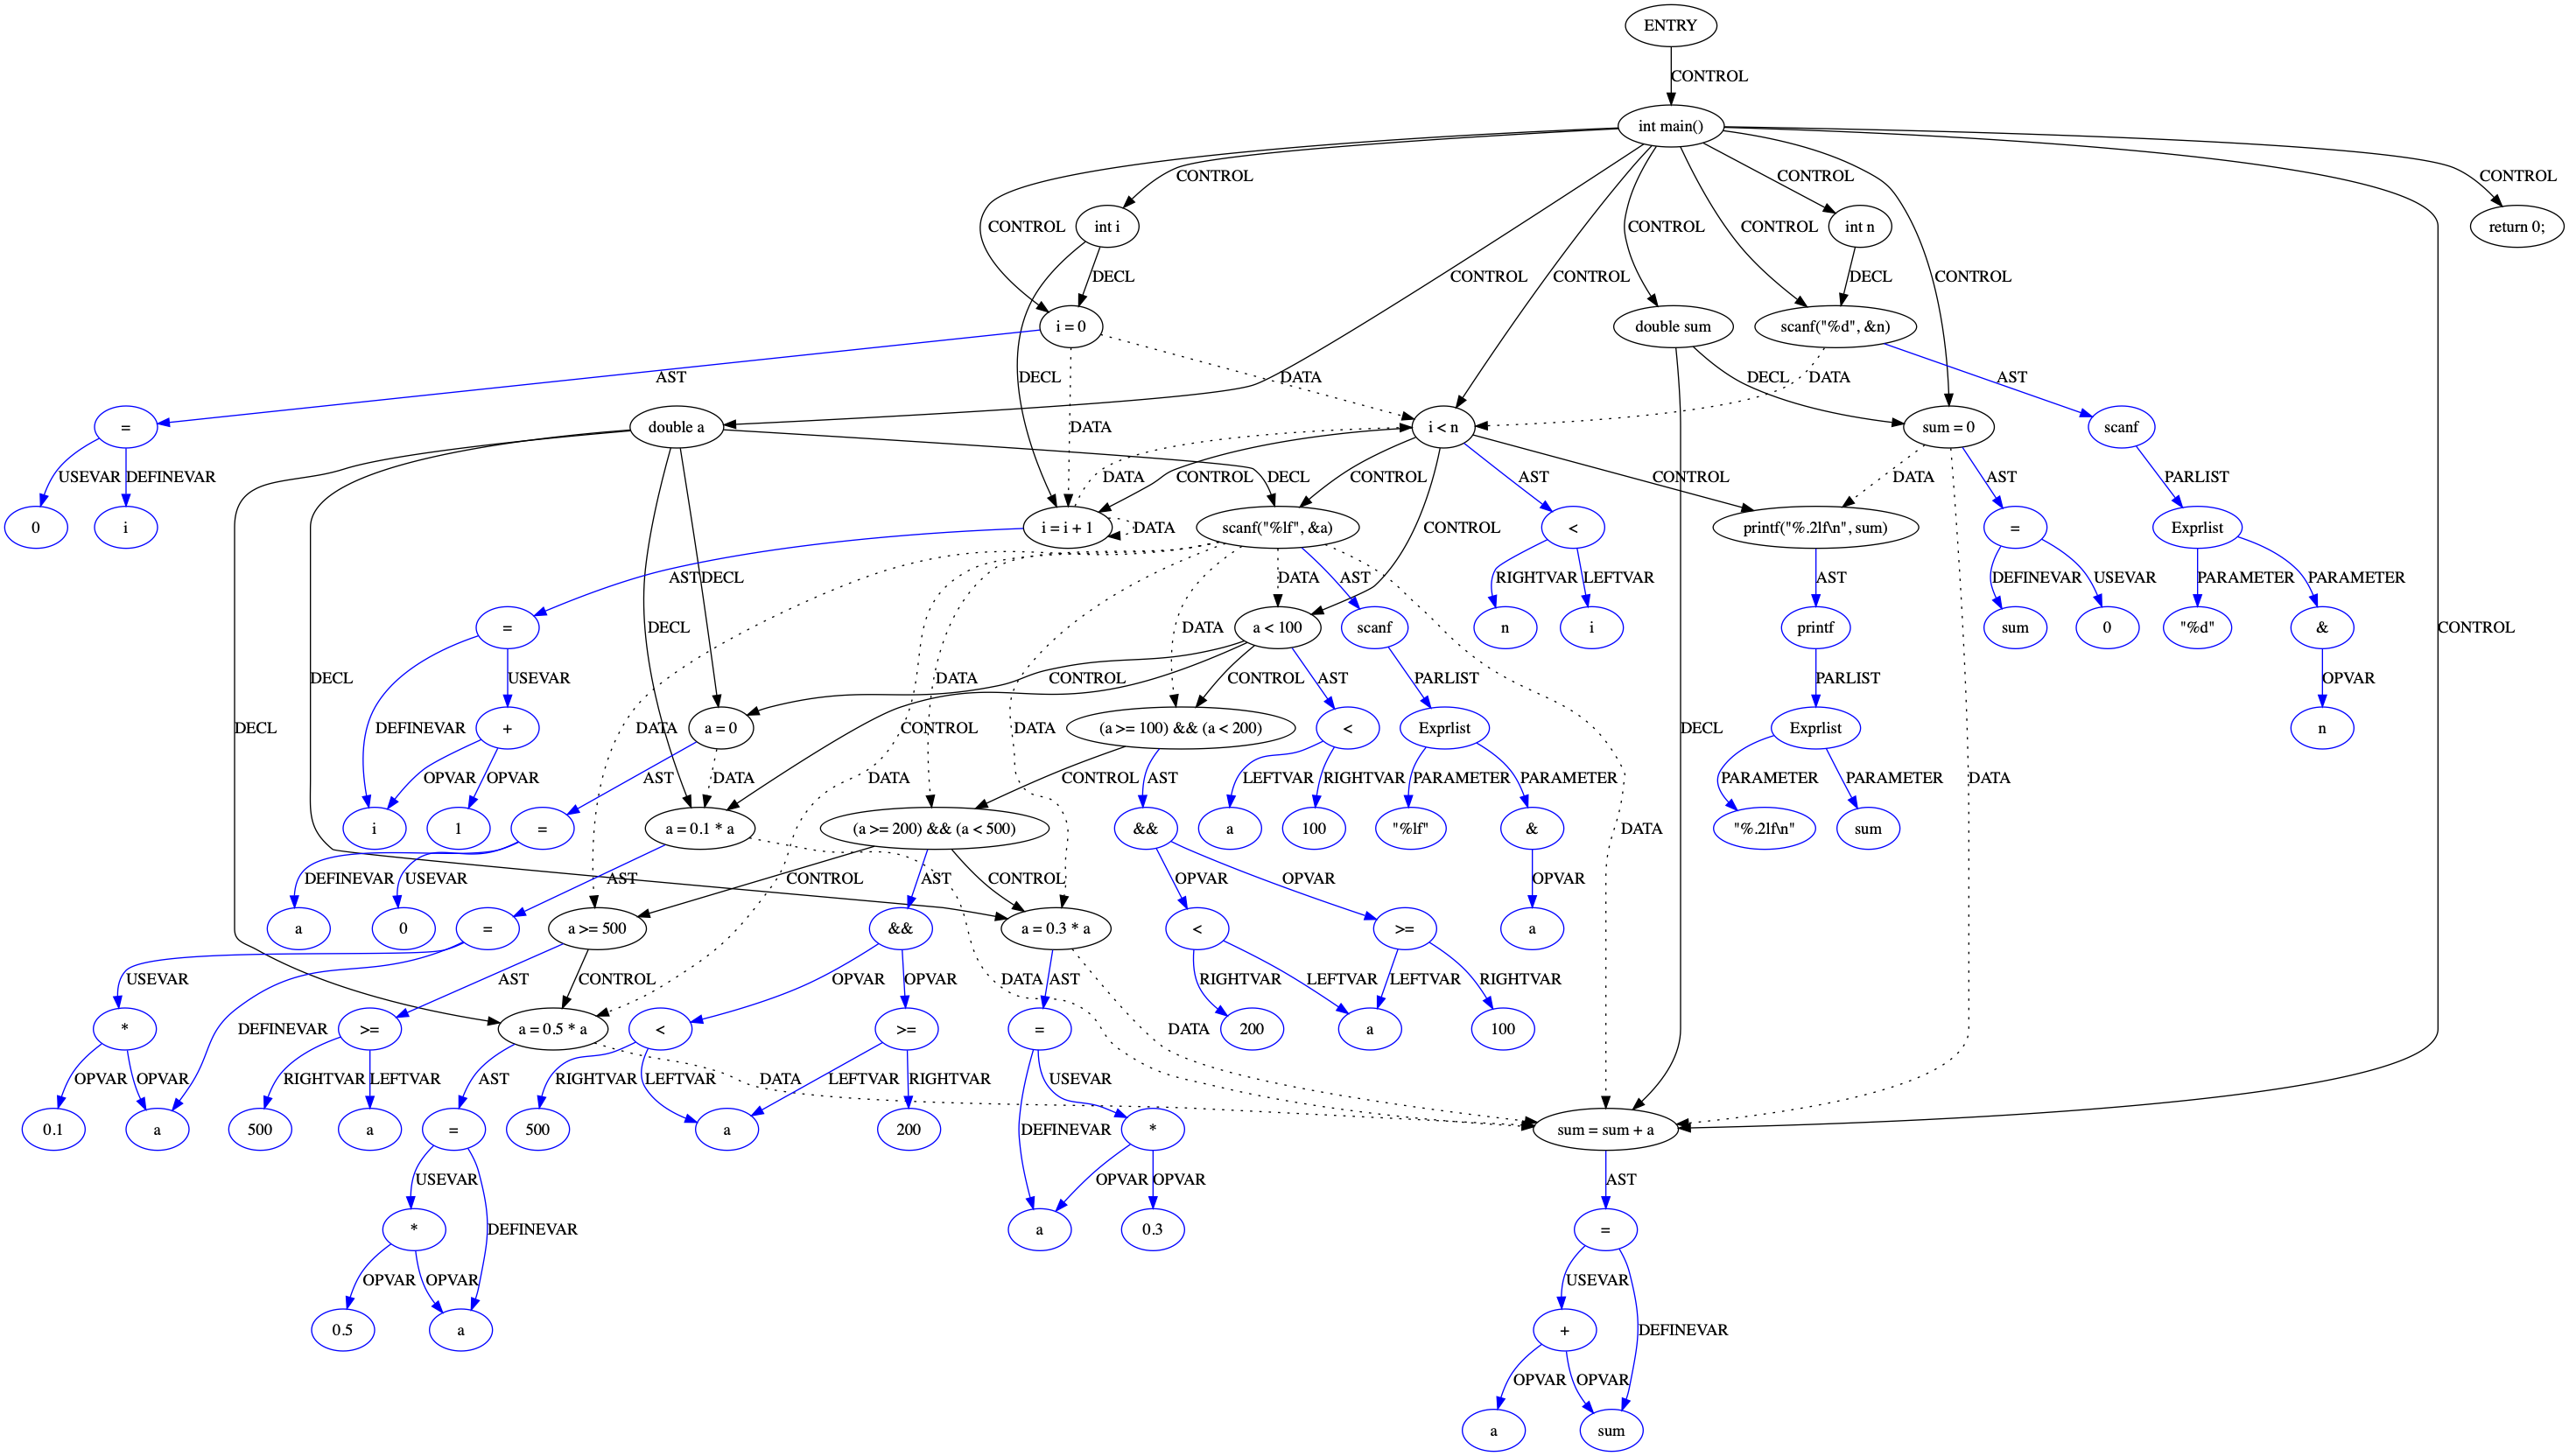 ENTRY
CONTROL
int main()
CONTROL CONTROL CONTROL
CONTROL int i CONTROL CONTROL int n return 0;
DECL CONTROL CONTROL DECL CONTROL
i = 0 double sum scanf("%d", &n)
AST DECL DATA DECL DATA AST
= double a DATA i < n sum = 0 scanf
USEVAR DEFINEVAR DECL DATA CONTROL CONTROL AST CONTROL DATA AST PARLIST
0 i i = i + 1 DATA scanf("%lf", &a) CONTROL < printf("%.2lf\n", sum) = Exprlist
AST DECL DATA AST RIGHTVAR LEFTVAR AST DEFINEVAR USEVAR PARAMETER PARAMETER
= DECL DATA a < 100 scanf n i printf sum 0 "%d" & CONTROL
DECL USEVAR DATA CONTROL CONTROL AST PARLIST PARLIST OPVAR
DECL DEFINEVAR + DATA a = 0 CONTROL DATA (a >= 100) && (a < 200) < Exprlist DECL Exprlist n
OPVAR OPVAR AST DATA DATA CONTROL AST LEFTVAR RIGHTVAR PARAMETER PARAMETER PARAMETER PARAMETER DATA
i 1 = a = 0.1 * a (a >= 200) && (a < 500) && a 100 "%lf" & DATA "%.2lf\n" sum
DEFINEVAR USEVAR AST CONTROL AST CONTROL OPVAR OPVAR OPVAR
a 0 = a >= 500 && a = 0.3 * a < >= a
USEVAR AST CONTROL OPVAR OPVAR DATA AST RIGHTVAR LEFTVAR LEFTVAR RIGHTVAR
* DEFINEVAR >= a = 0.5 * a < >= = DATA 200 a 100
OPVAR OPVAR RIGHTVAR LEFTVAR AST RIGHTVAR LEFTVAR DATA LEFTVAR RIGHTVAR USEVAR
0.1 a 500 a = 500 a 200 DEFINEVAR * sum = sum + a
USEVAR OPVAR OPVAR AST
* DEFINEVAR a 0.3 =
OPVAR OPVAR USEVAR
0.5 a + DEFINEVAR
OPVAR OPVAR
a sum